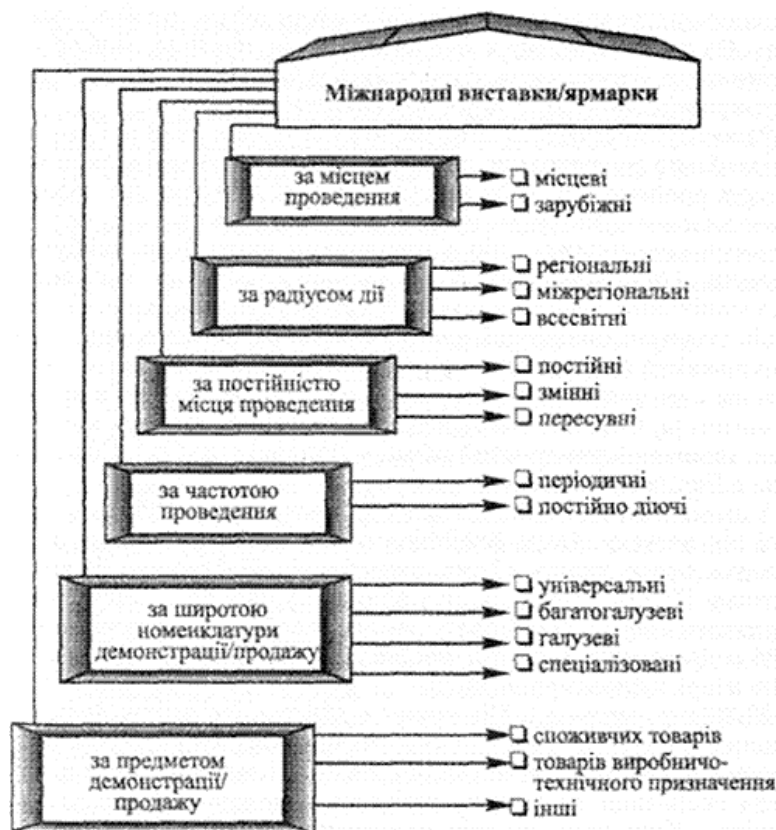 Міжнародні виставки/ярмарки
за місцем
проведення
❑ місцеві
❑ зарубіжні
за радіусом дії
❑ регіональні
❑ міжрегіональні
❑ всесвітні
за постійністю
місця проведення
❑ постійні
❑ змінні
❑ пересувні
за частотою
проведення
❑ періодичні
❑ постійно діючі
за широтою
номенклатури
демонстрації/продажу
❑ універсальні
❑ багатогалузеві
❑ галузеві
❑ спеціалізовані
за предметом
демонстрації/
продажу
❑ споживчих товарів
❑ товарів виробничо-
технічного призначення
❑ інші